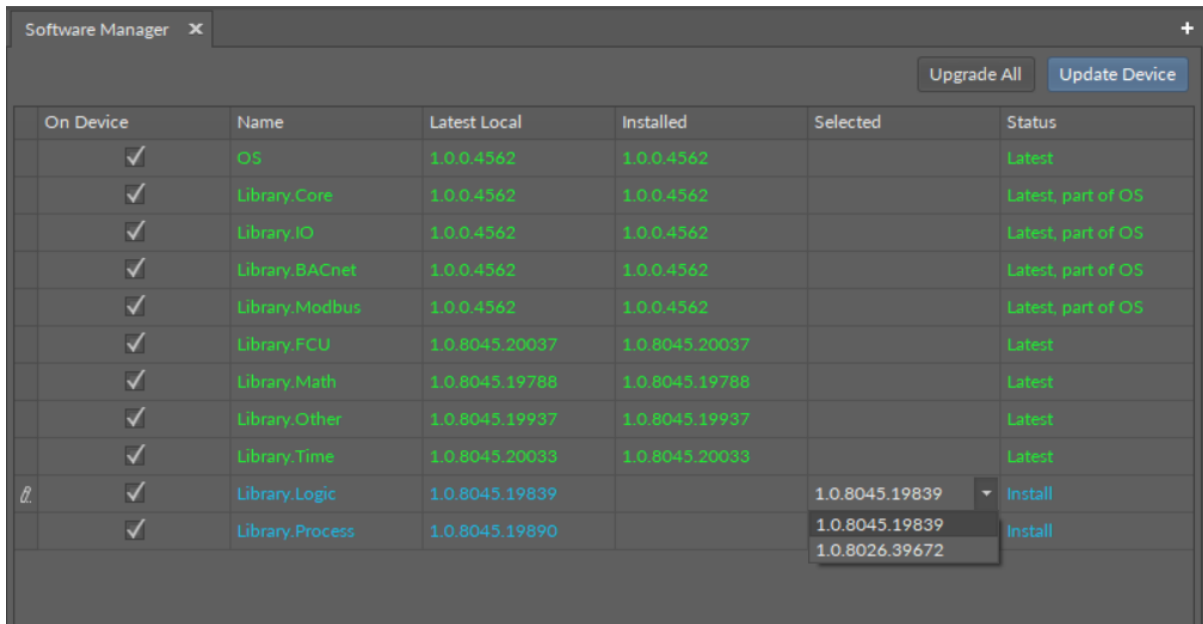 Software Manager
Upgrade All Update Device
On Device Name Latest Local Installed Selected Status
OS 1.0.0.4562 1.0.0.4562 Latest
Library.Core 1.0.0.4562 1.0.0.4562 Latest, part of OS
Library.IO 1.0.0.4562 1.0.0.4562 Latest, part of OS
Library.BACnet 1.0.0.4562 1.0.0.4562 Latest, part of OS
Library.Modbus 1.0.0.4562 1.0.0.4562 Latest, part of OS
Library.FCU 1.0.8045.20037 1.0.8045.20037 Latest
Library.Math 1.0.8045.19788 1.0.8045.19788 Latest
Library.Other 1.0.8045.19937 1.0.8045.19937 Latest
Library.Time 1.0.8045.20033 1.0.8045.20033 Latest
Library.Logic 1.0.8045.19839 1.0.8045.19839 Install
Library.Process 1.0.8045.19890 1.0.8045.19839 Install
1.0.8026.39672